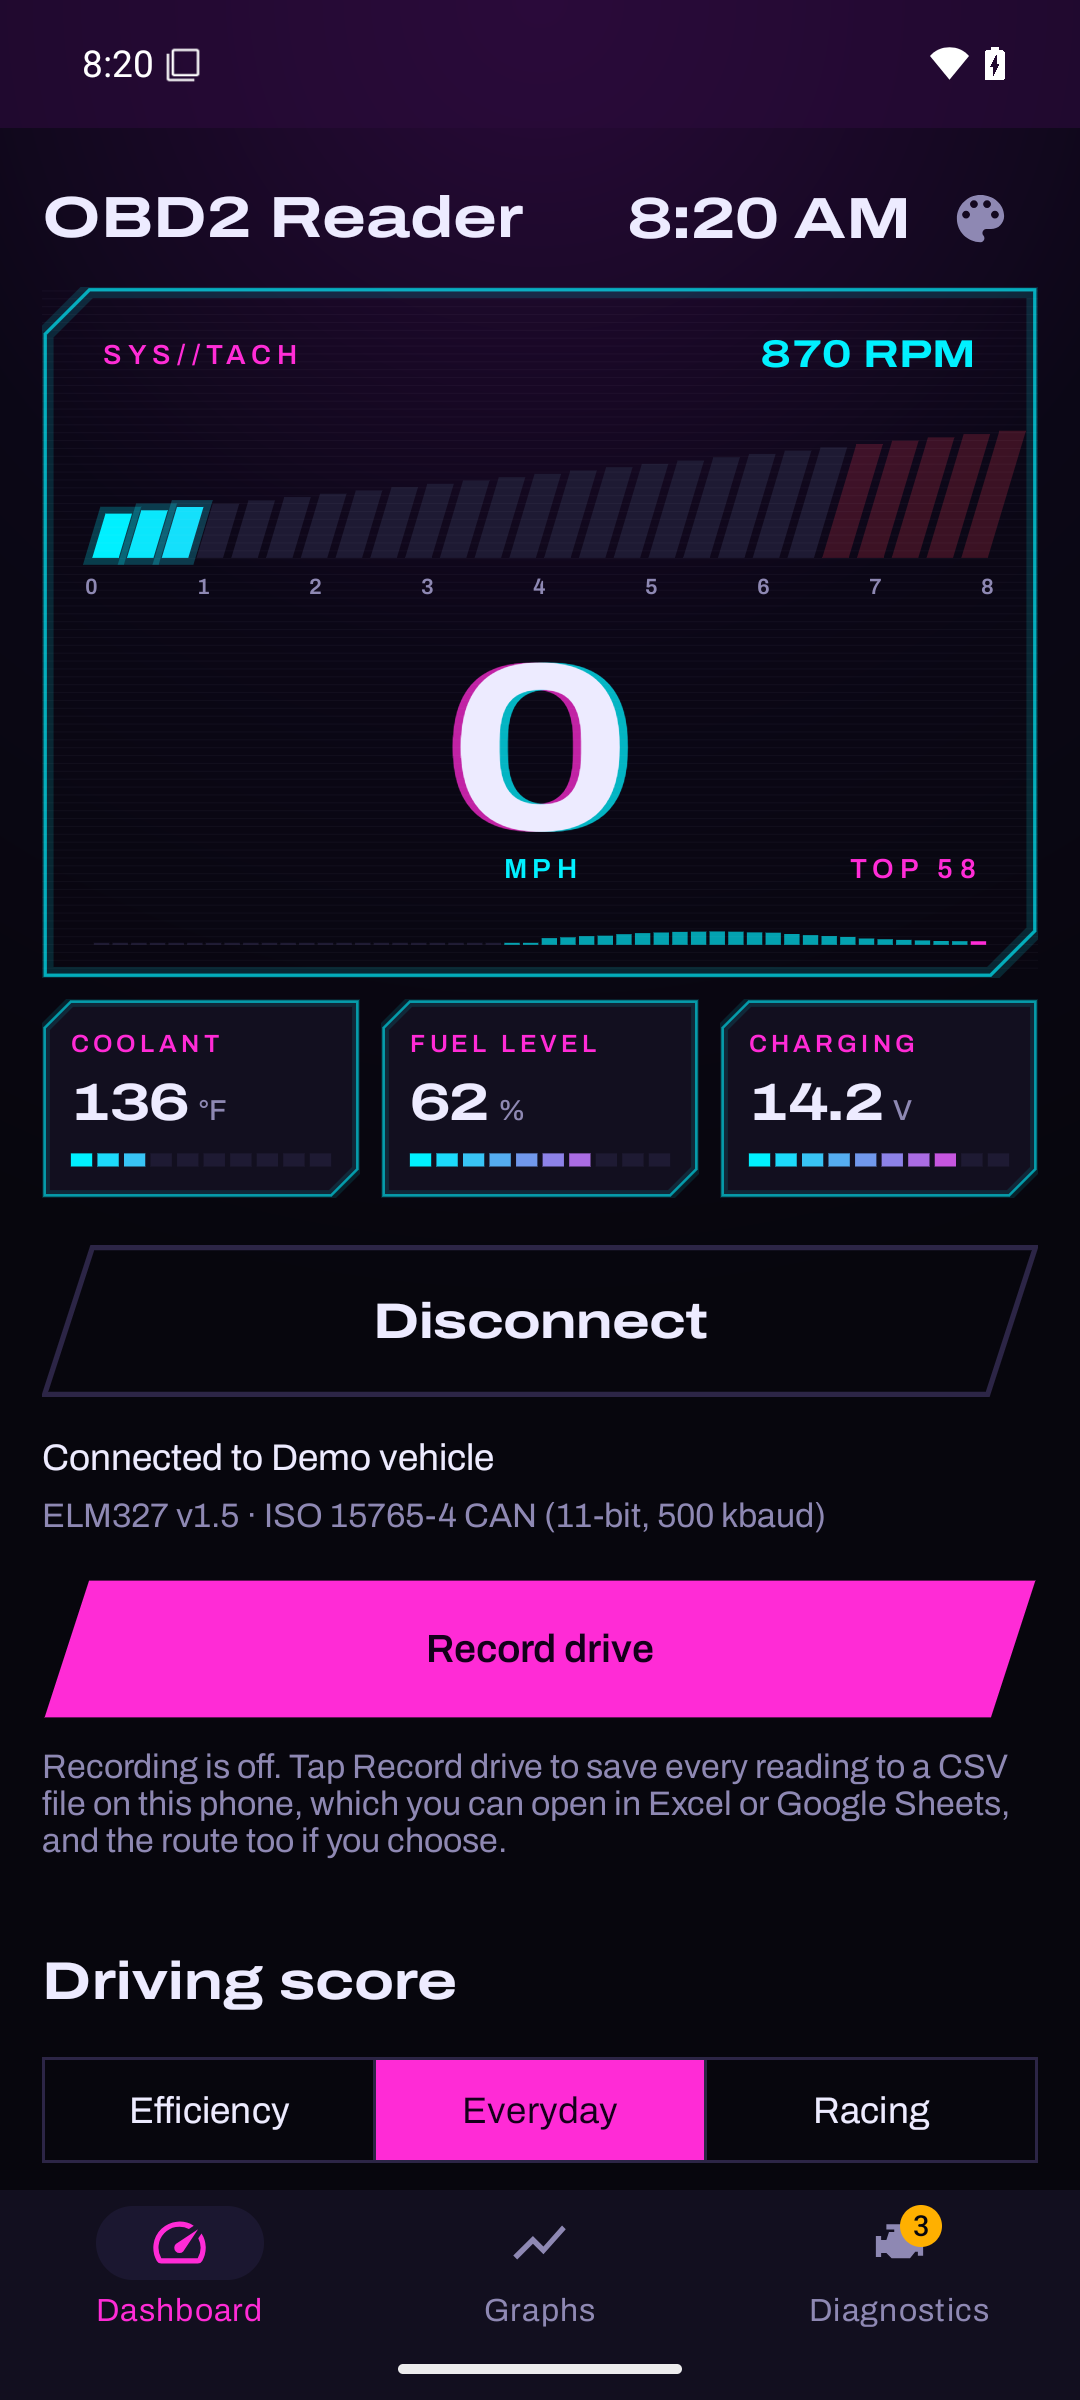 8:20
OBD2 Reader 8:20 AM
SYS//TACH 870 RPM
0 1 2 3 4 5 6 7 8
0
MPH TOP 58
COOLANT FUEL LEVEL CHARGING
136 °F 62 % 14.2 V
Disconnect
Connected to Demo vehicle
ELM327 v1.5 · ISO 15765-4 CAN (11-bit, 500 kbaud)
Record drive
Recording is off. Tap Record drive to save every reading to a CSV
file on this phone, which you can open in Excel or Google Sheets,
and the route too if you choose.
Driving score
Efficiency Everyday Racing
3
Dashboard Graphs Diagnostics